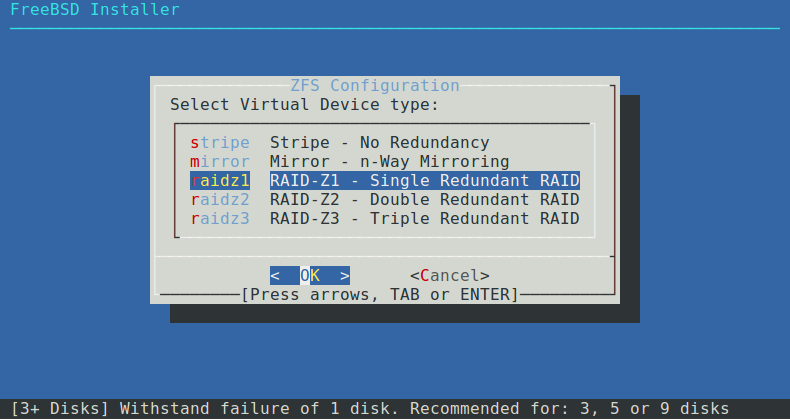 FreeBSD Installer
ZFS Configuration
Select Virtual Device type:
stripe Stripe - No Redundancy
mirror Mirror - n-Way Mirroring
raidz1 RAID-Z1 - Single Redundant RAID
raidz2 RAID-Z2 - Double Redundant RAID
raidz3 RAID-Z3 - Triple Redundant RAID
< OK > <Cancel>
[Press arrows, TAB or ENTER]
[3+ Disks] Withstand failure of 1 disk. Recommended for: 3, 5 or 9 disks